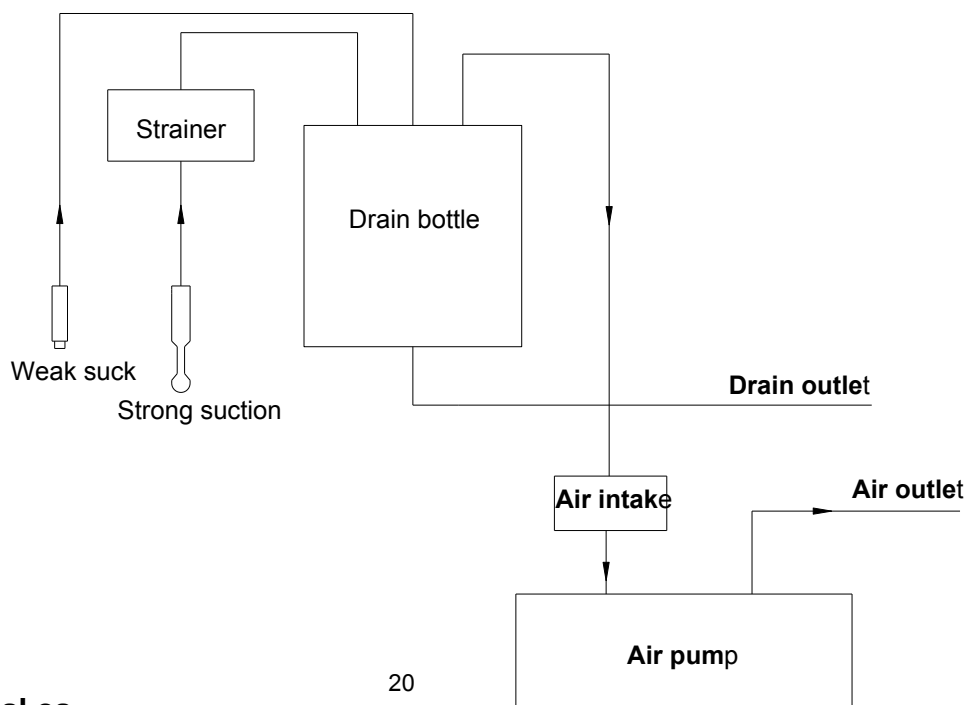 Strainer
Drain bottle
Weak suck
Strong suction
Drain outlet
Air intake
Air outlet
Air pump
20